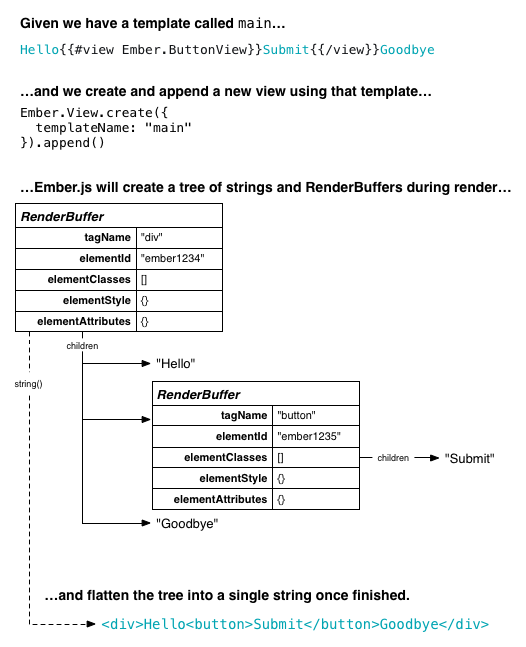 Given we have a template called main…
Hello{{#view Ember.ButtonView}}Submit{{/view}}Goodbye
…and we create and append a new view using that template…
Ember.View.create({
  templateName: "main"
}).append()
…Ember.js will create a tree of strings and RenderBuffers during render…
RenderBuffer
tagName "div"
elementId "ember1234"
elementClasses []
elementStyle {}
elementAttributes {}
children
"Hello"
string()
RenderBuffer
tagName "button"
elementId "ember1235"
elementClasses []
elementStyle {}
elementAttributes {}
children
"Submit"
"Goodbye"
…and flatten the tree into a single string once finished.
<div>Hello<button>Submit</button>Goodbye</div>